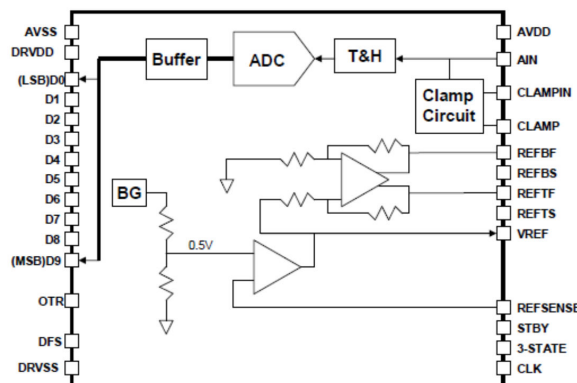 AVSS
DRVDD
(LSB)D0
D1
D2
D3
D4
D5
D6
D7
D8
(MSB)D9
OTR
DFS
DRVSS
Buffer
ADC
T&H
Clamp
Circuit
BG
0.5V
AVDD
AIN
CLAMPIN
CLAMP
REFBF
REFBS
REFTF
REFTS
VREF
REFSENSE
STBY
3-STATE
CLK